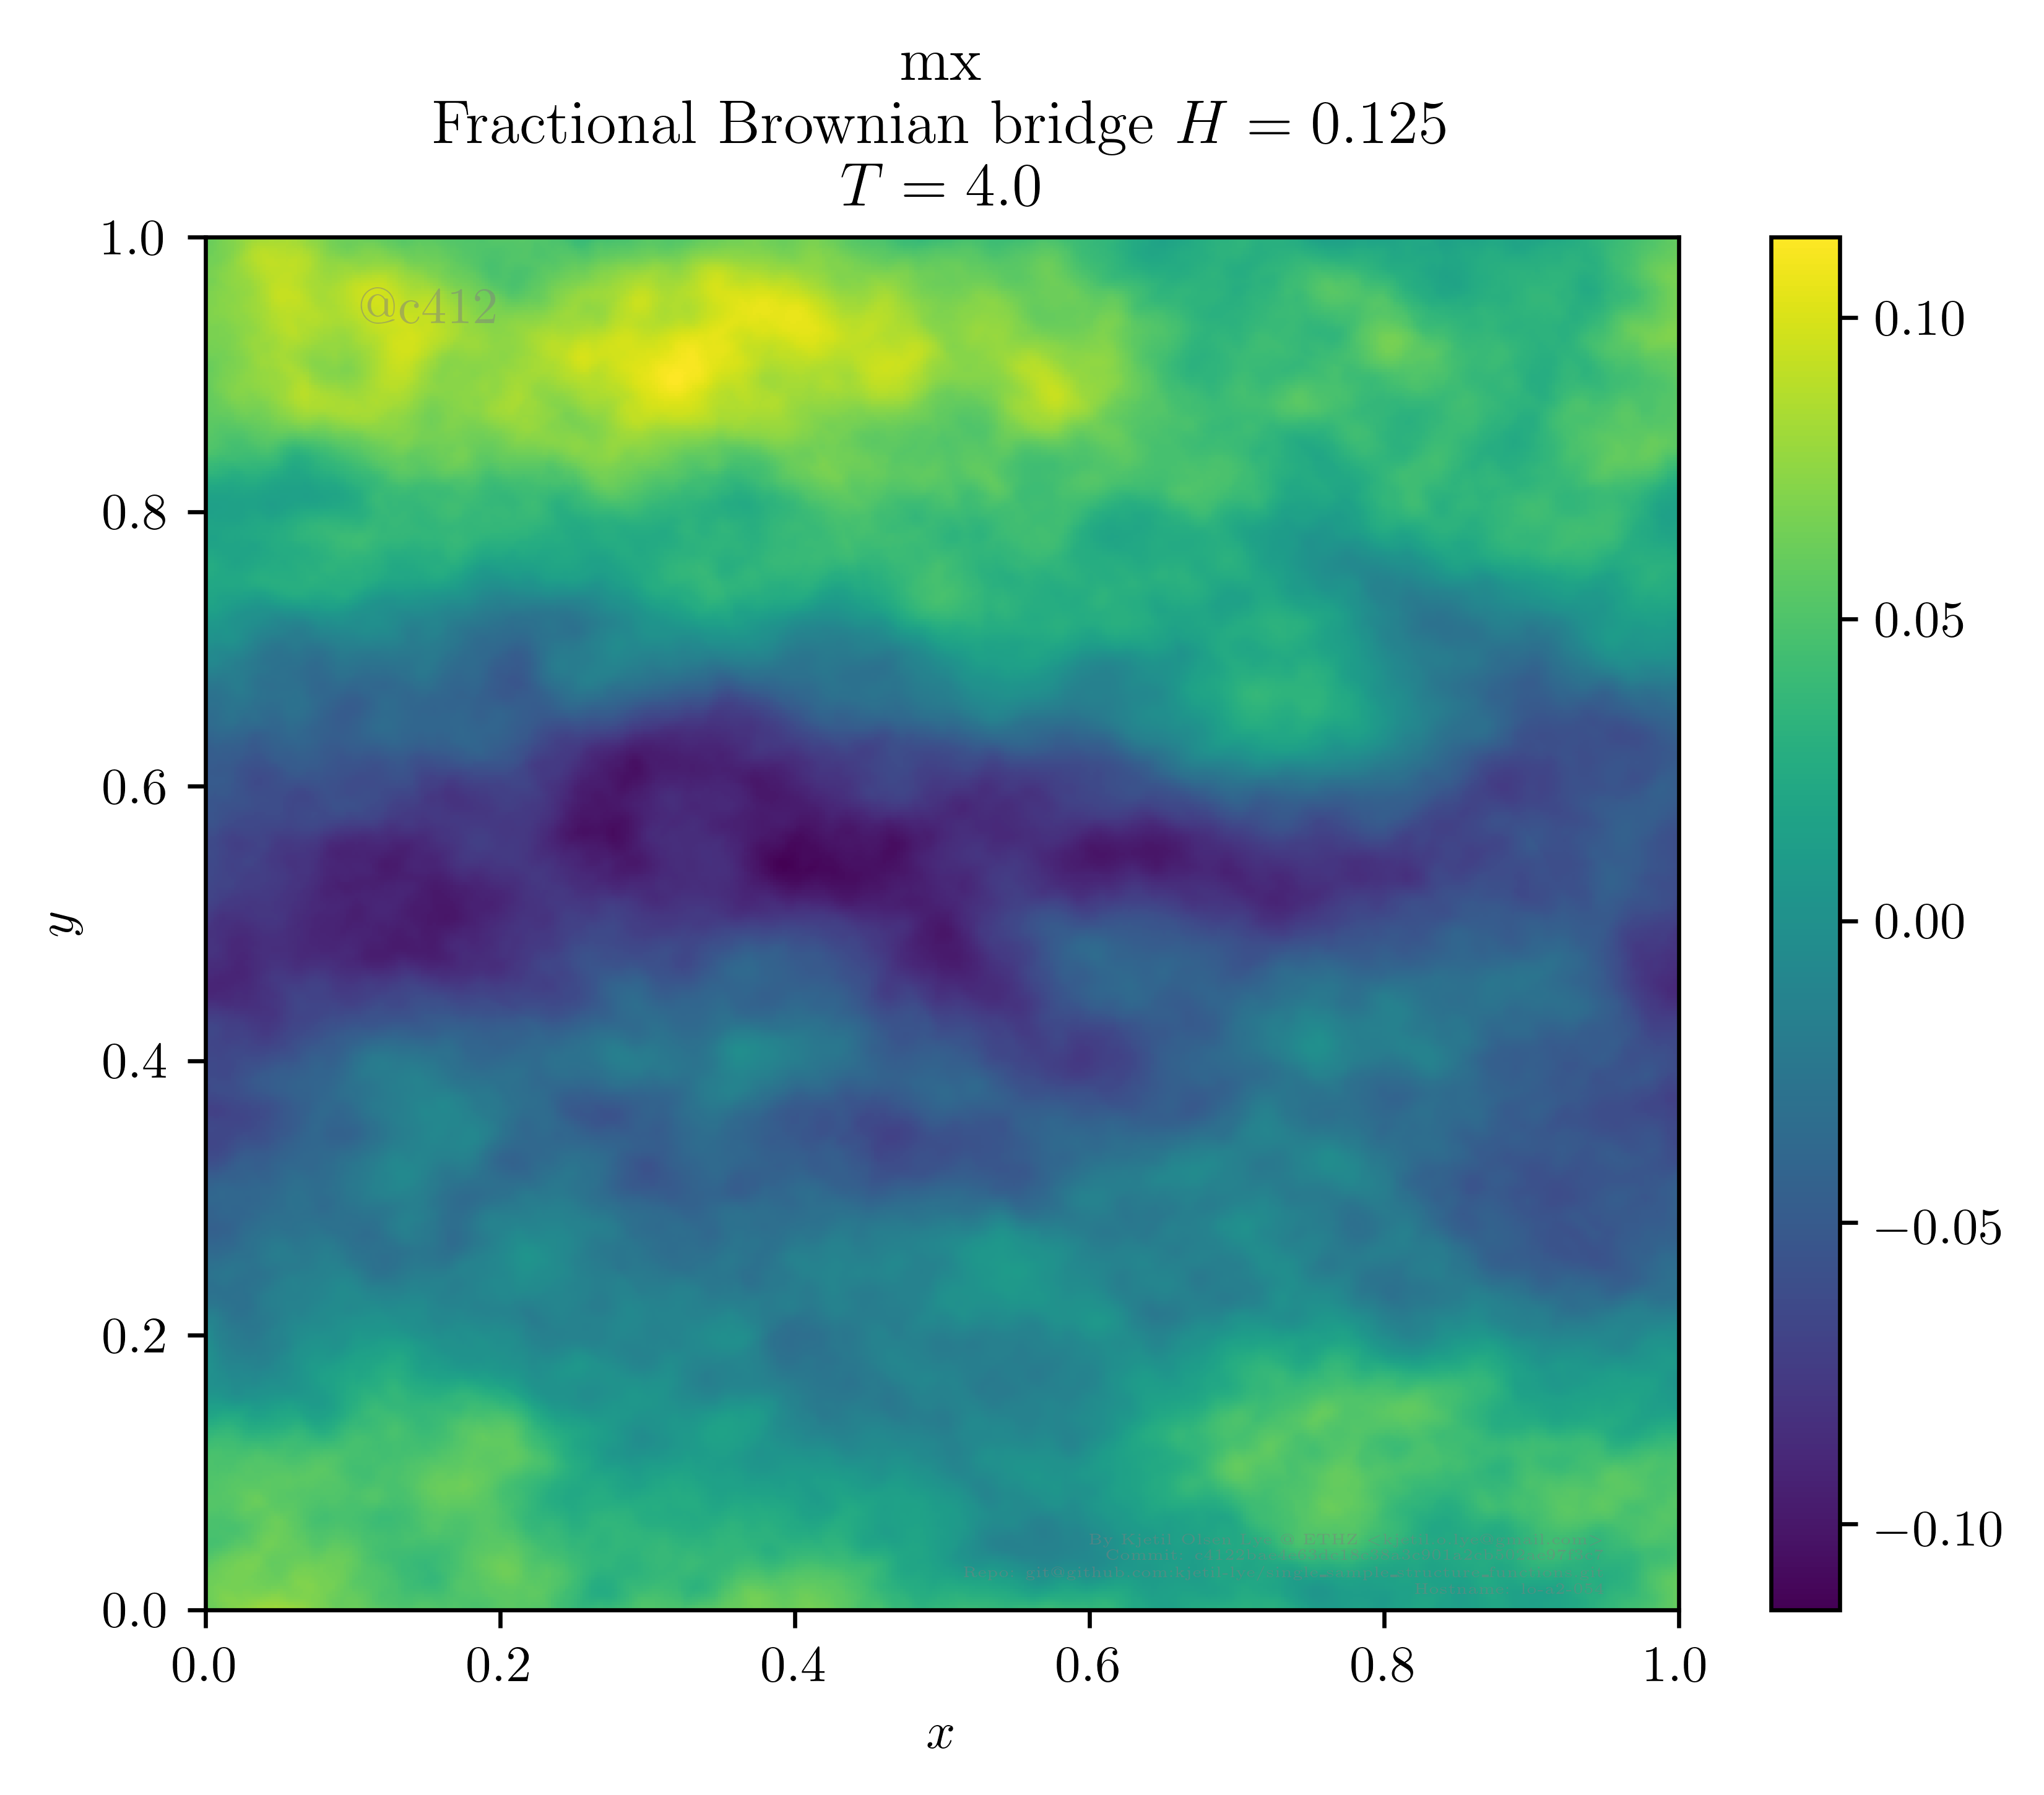 mx
Fractional Brownian bridge H = 0.125
T = 4.0
1.0
0.8
0.6
0.4
0.2
0.0
y
@c412
0.0 0.2 0.4 0.6 0.8 1.0
x
0.10
0.05
0.00
−0.05
−0.10
@ ETHZ